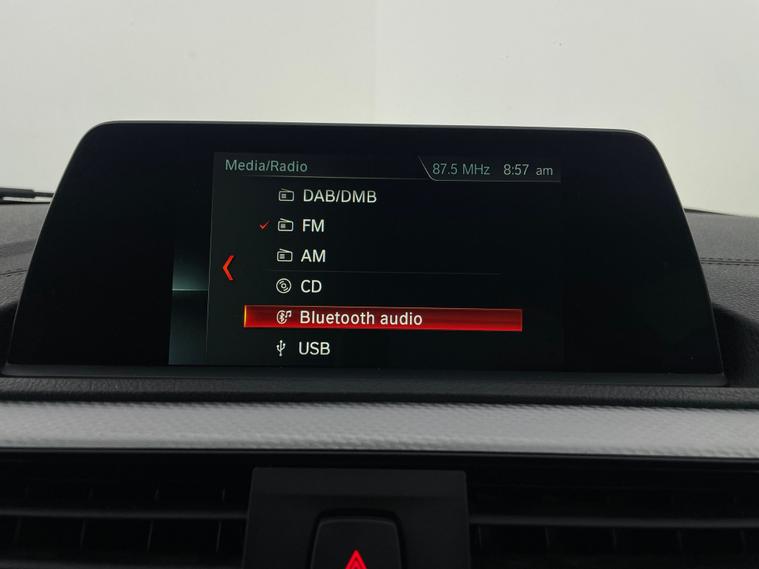 Media/Radio 87.5 MHz 8:57 am
DAB/DMB
FM
AM
CD
Bluetooth audio
USB